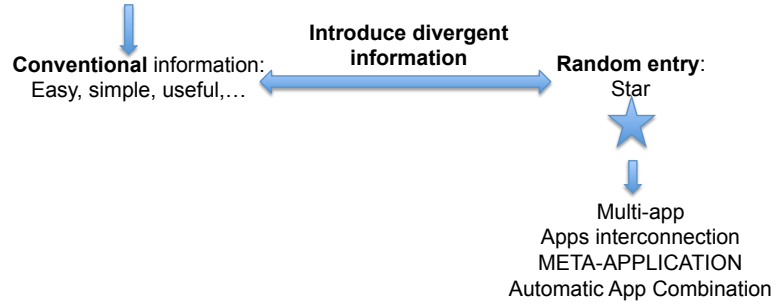 Introduce divergent
information
Conventional information:
Easy, simple, useful,…
Random entry:
Star
Multi-app
Apps interconnection
META-APPLICATION
Automatic App Combination